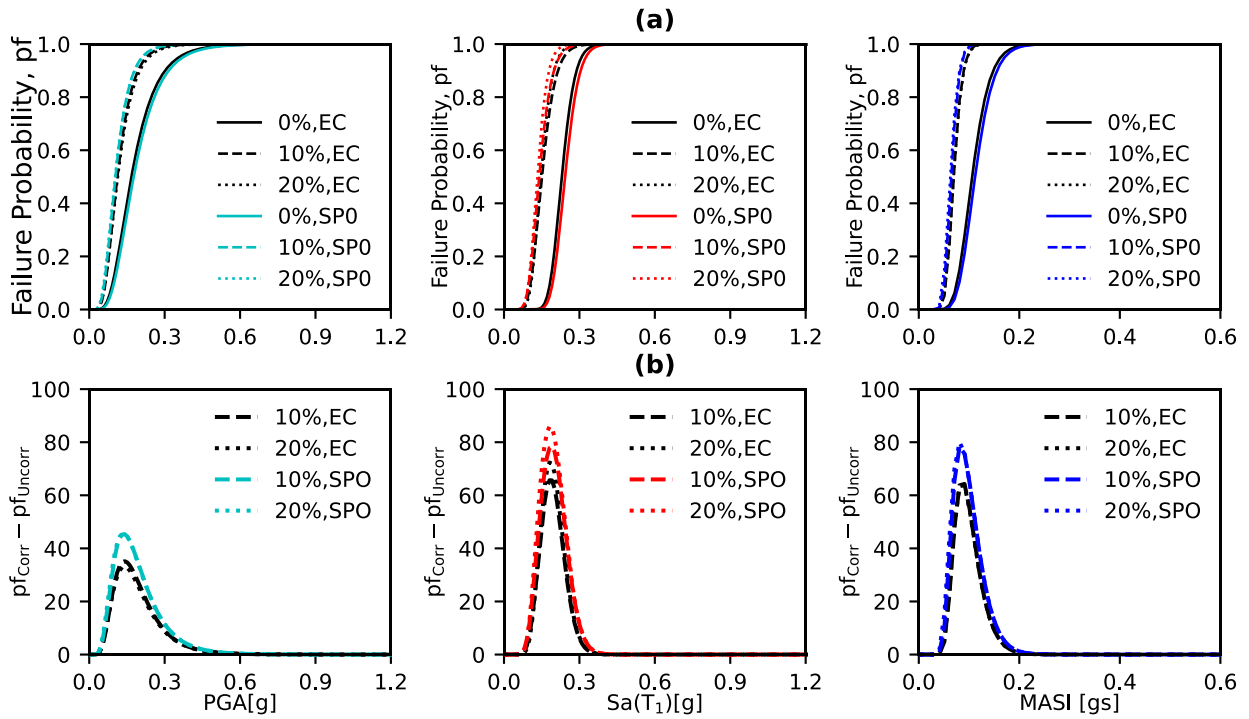 (a)
Failure Probability, pf
1.0
0.8
0.6
0.4
0.2
0.0
0%,EC
10%,EC
20%,EC
0%,SP0
10%,SP0
20%,SP0
0.0 0.3 0.6 0.9 1.2
Failure Probability, pf
1.0
0.8
0.6
0.4
0.2
0.0
0%,EC
10%,EC
20%,EC
0%,SP0
10%,SP0
20%,SP0
0.0 0.3 0.6 0.9 1.2
Failure Probability, pf
1.0
0.8
0.6
0.4
0.2
0.0
0%,EC
10%,EC
20%,EC
0%,SP0
10%,SP0
20%,SP0
0.0 0.2 0.4 0.6
(b)
pfCorr − pfUncorr
100
80
60
40
20
0
10%,EC
20%,EC
10%,SPO
20%,SPO
0.0 0.3 0.6 0.9 1.2
PGA[g]
pfCorr − pfUncorr
100
80
60
40
20
0
10%,EC
20%,EC
10%,SPO
20%,SPO
0.0 0.3 0.6 0.9 1.2
Sa(T1)[g]
pfCorr − pfUncorr
100
80
60
40
20
0
10%,EC
20%,EC
10%,SPO
20%,SPO
0.0 0.2 0.4 0.6
MASI [gs]